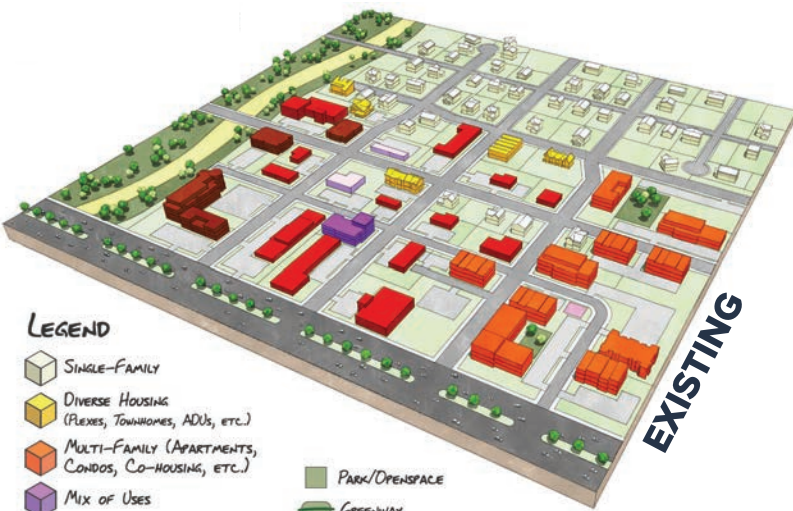 LEGEND
SINGLE-FAMILY
DIVERSE HOUSING
(PLEXES, TOWNHOMES, ADUS, ETC.)
MULTI-FAMILY (APARTMENTS,
CONDOS, CO-HOUSING, ETC.)
MIX OF USES
PARK/OPENSPACE
GREENWAY
EXISTING